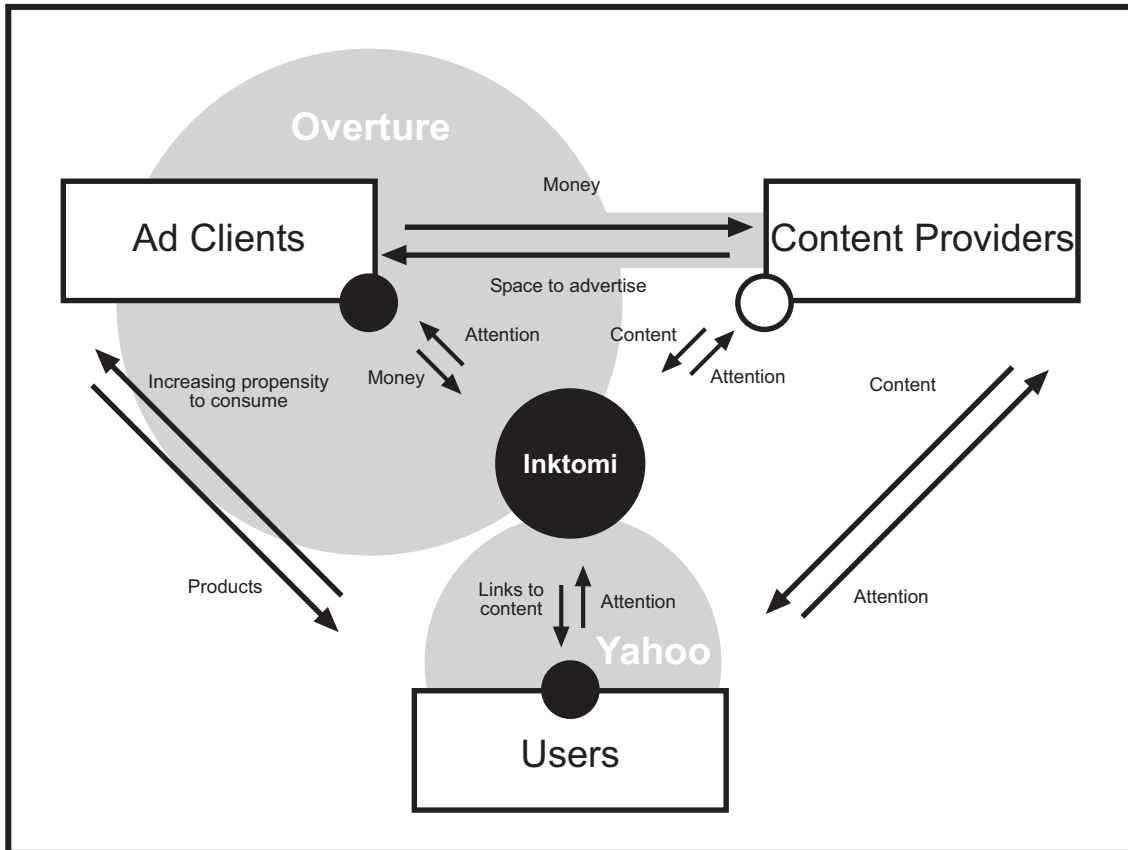 Overture
Money
Ad Clients
Content Providers
Space to advertise
Attention
Content
Money
Attention
Increasing propensity
to consume
Content
Inktomi
Products
Links to
content
Attention
Attention
Yahoo
Users